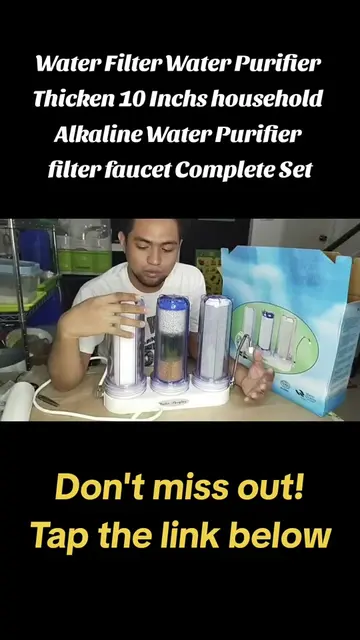 Water Filter Water Purifier
Thicken 10 Inchs household
Alkaline Water Purifier
filter faucet Complete Set
Don't miss out!
Tap the link below